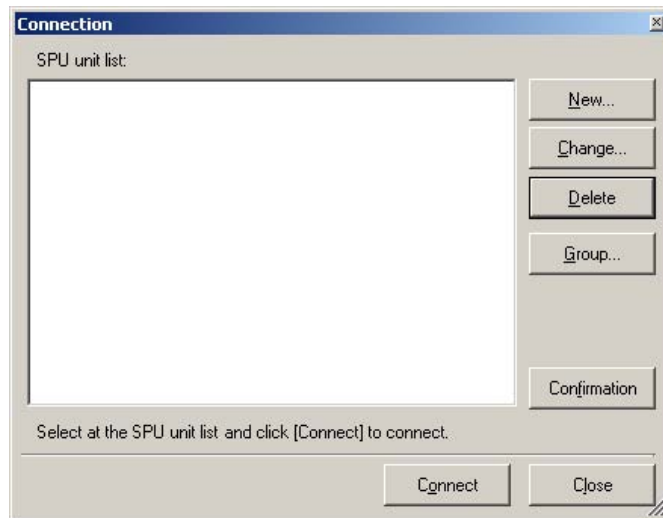 Connection
SPU unit list:
New...
Change...
Delete
Group...
Confirmation
Select at the SPU unit list and click [Connect] to connect.
Connect
Close